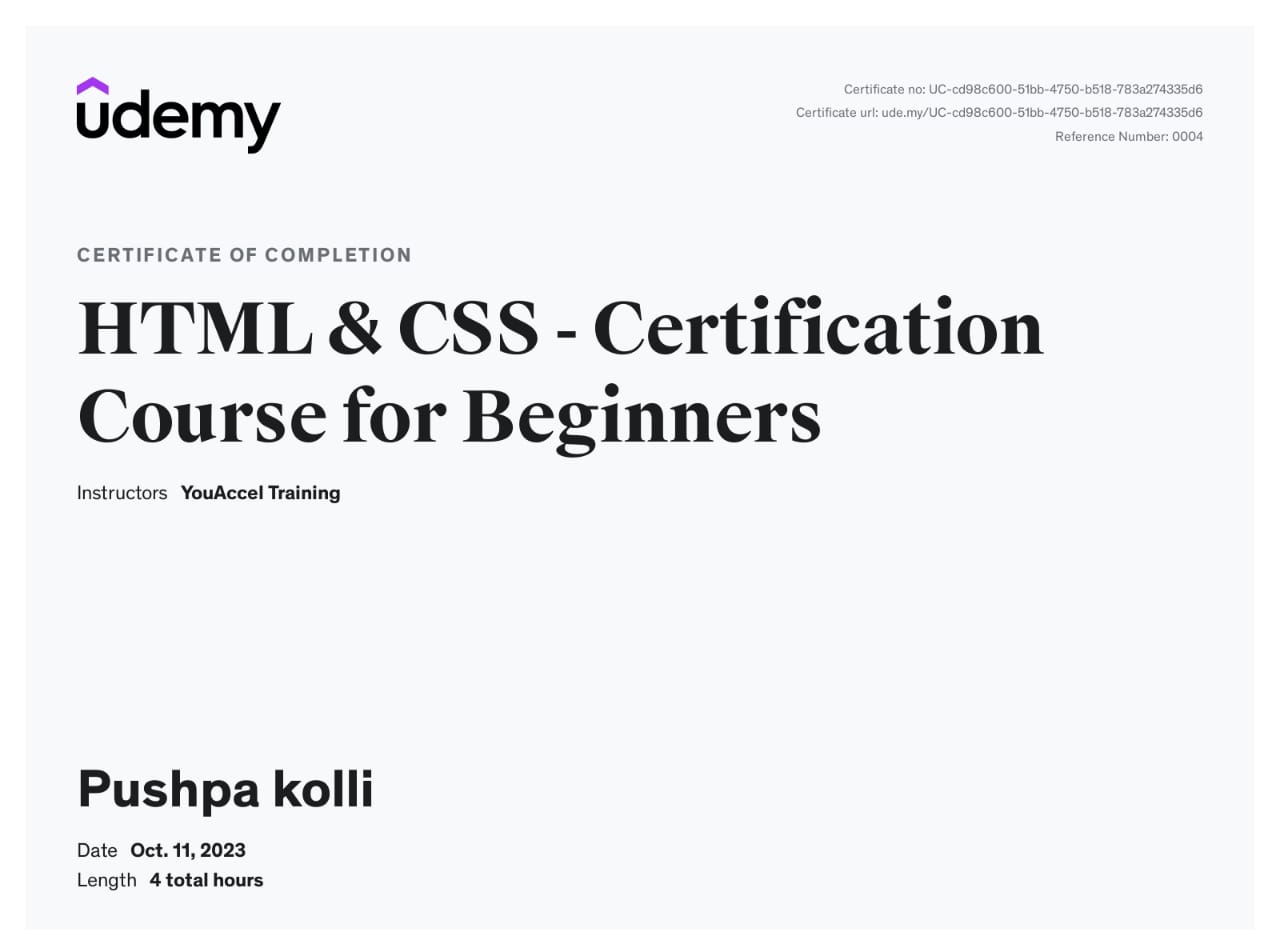 udemy
Certificate no: UC-cd98c600-51bb-4750-b518-783a274335d6
Certificate url: ude.my/UC-cd98c600-51bb-4750-b518-783a274335d6
Reference Number: 0004
CERTIFICATE OF COMPLETION
HTML & CSS - Certification
Course for Beginners
Instructors YouAccel Training
Pushpa kolli
Date Oct. 11, 2023
Length 4 total hours